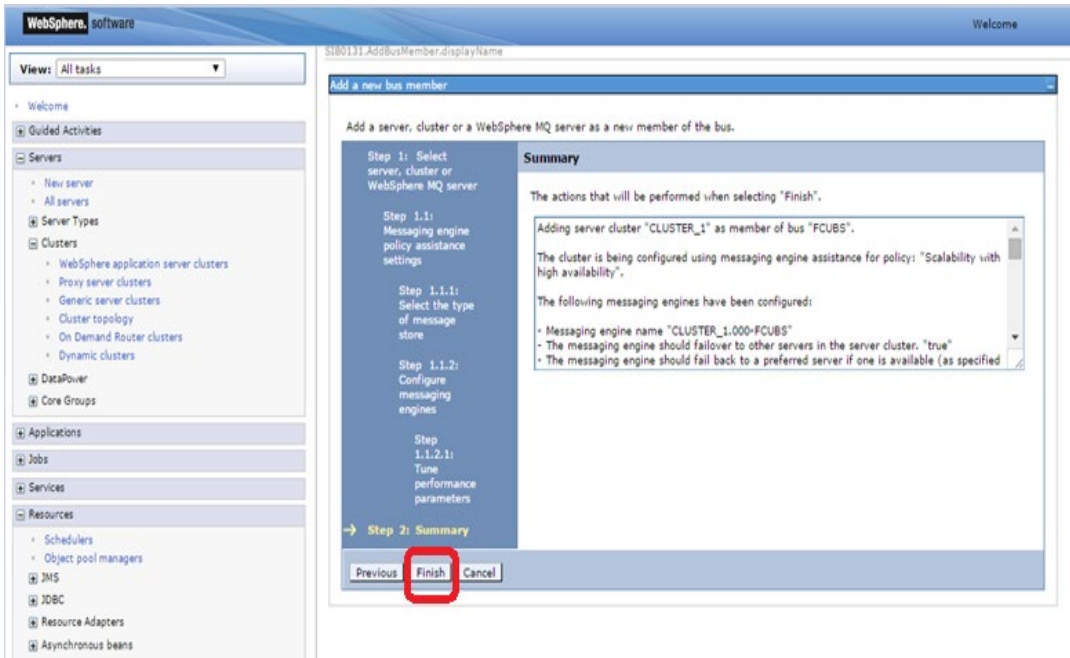 WebSphere. software
Welcome
View: All tasks
Welcome
Guided Activities
Servers
New server
All servers
Server Types
Clusters
WebSphere application server clusters
Proxy server clusters
Generic server clusters
Cluster topology
On Demand Router clusters
Dynamic clusters
DataPower
Core Groups
Applications
Jobs
Services
Resources
Schedulers
Object pool managers
JMS
JDBC
Resource Adapters
Asynchronous beans
SIB0131.AddBusMember.displayName
Add a new bus member
Add a server, cluster or a WebSphere MQ server as a new member of the bus.
Step 1: Select
server, cluster or
WebSphere MQ server
Step 1.1:
Messaging engine
policy assistance
settings
Step 1.1.1:
Select the type
of message
store
Step 1.1.2:
Configure
messaging
engines
Step
1.1.2.1:
Tune
performance
parameters
Step 2: Summary
Summary
The actions that will be performed when selecting "Finish".
Adding server cluster "CLUSTER_1" as member of bus "FCUBS".
The cluster is being configured using messaging engine assistance for policy: "Scalability with
high availability".
The following messaging engines have been configured:
- Messaging engine name "CLUSTER_1.000-FCUBS"
- The messaging engine should failover to other servers in the server cluster. "true"
- The messaging engine should fail back to a preferred server if one is available (as specified
Previous Finish Cancel